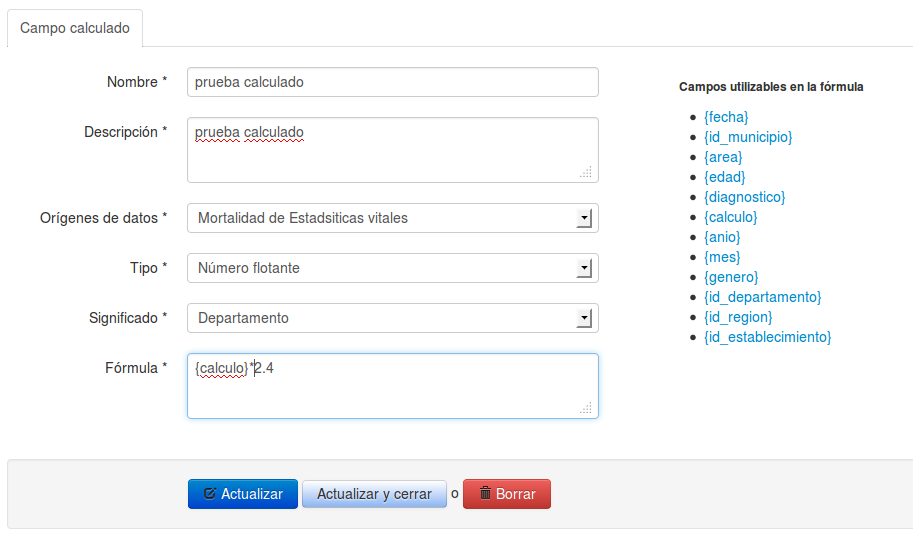 Campo calculado
Nombre * prueba calculado
Descripción * prueba calculado
Orígenes de datos * Mortalidad de Estadsiticas vitales
Tipo * Número flotante
Significado * Departamento
Fórmula * {calculo}*2.4
Campos utilizables en la fórmula
{fecha}
{id_municipio}
{area}
{edad}
{diagnostico}
{calculo}
{anio}
{mes}
{genero}
{id_departamento}
{id_region}
{id_establecimiento}
Actualizar Actualizar y cerrar o Borrar